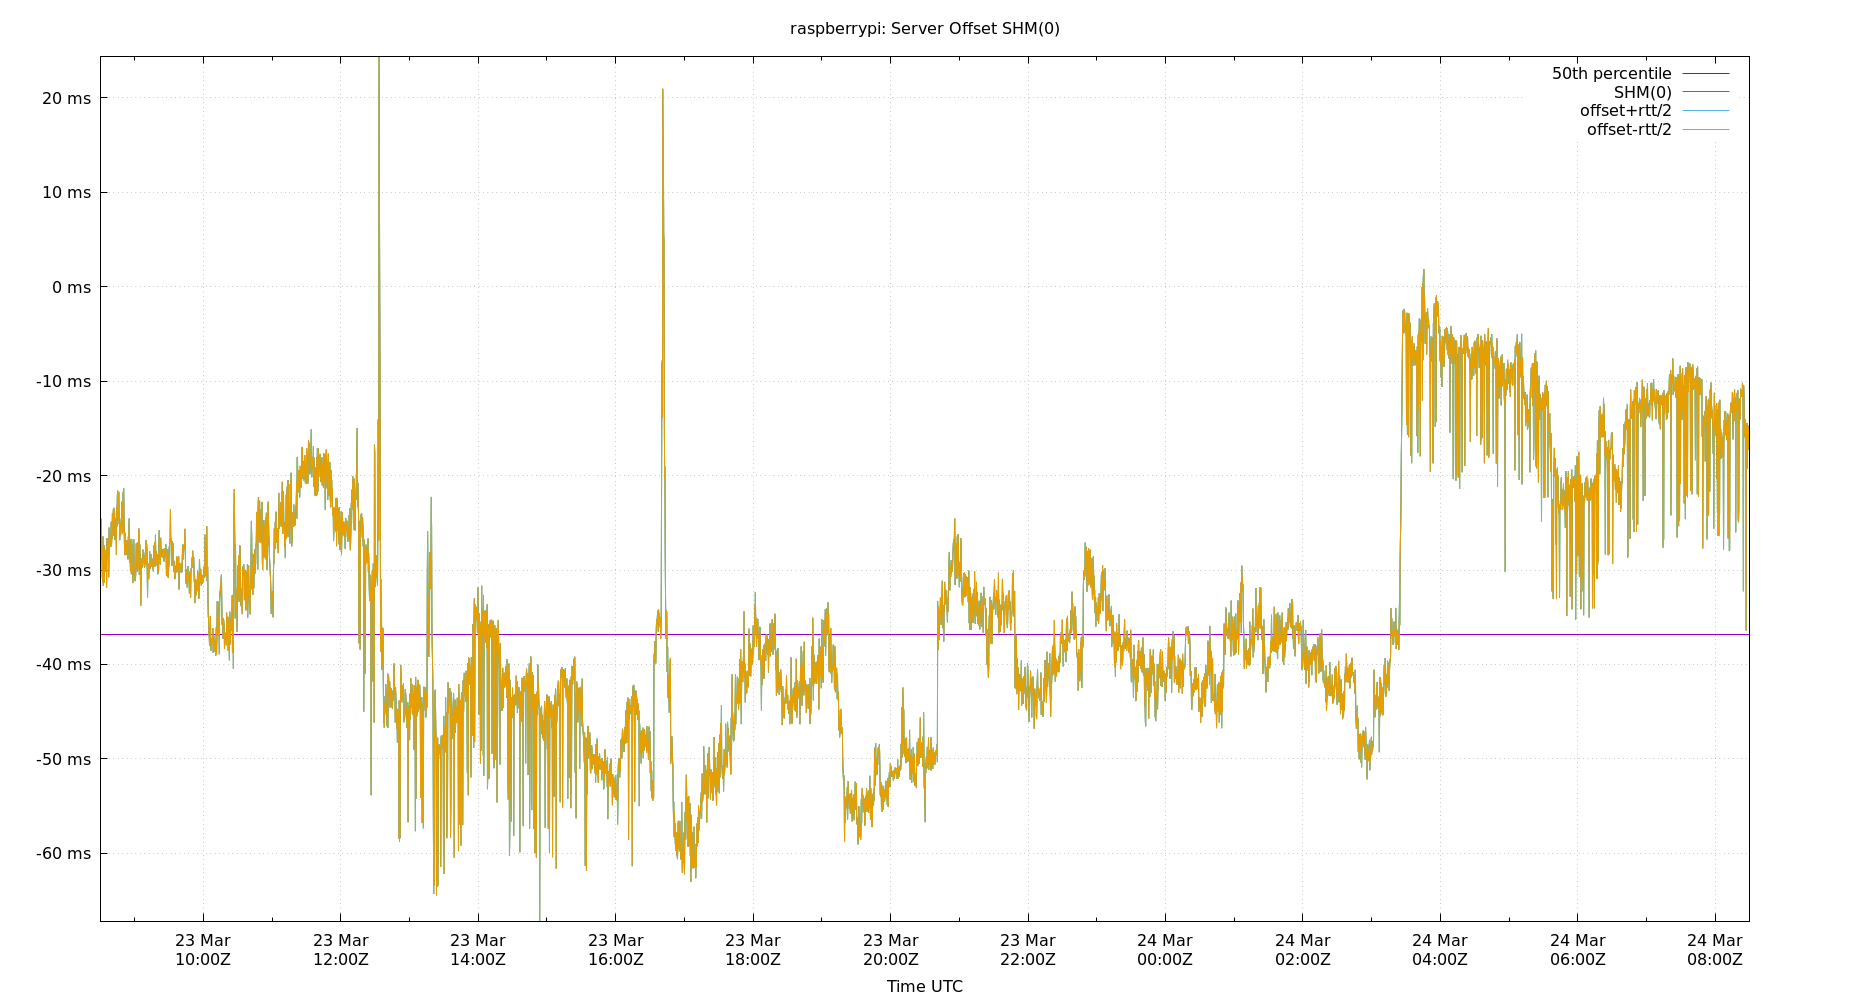 raspberrypi: Server Offset SHM(0)
50th percentile
SHM(0)
offset+rtt/2
offset-rtt/2
20 ms
10 ms
0 ms
-10 ms
-20 ms
-30 ms
-40 ms
-50 ms
-60 ms
23 Mar 23 Mar 23 Mar 23 Mar 23 Mar 23 Mar 23 Mar 24 Mar 24 Mar 24 Mar 24 Mar 24 Mar
10:00Z 12:00Z 14:00Z 16:00Z 18:00Z 20:00Z 22:00Z 00:00Z 02:00Z 04:00Z 06:00Z 08:00Z
Time UTC